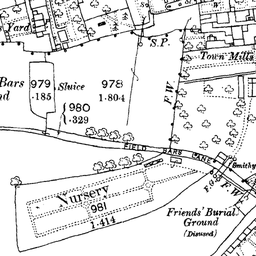 Yard
S.P.
Town Mills
Bars
979
Sluice
978
.185
1.804
980
.329
F.W.
FIELD BARS LANE
Smithy
F.W.
Nursery
981
1.414
Friends' Burial
Ground
(Disused)